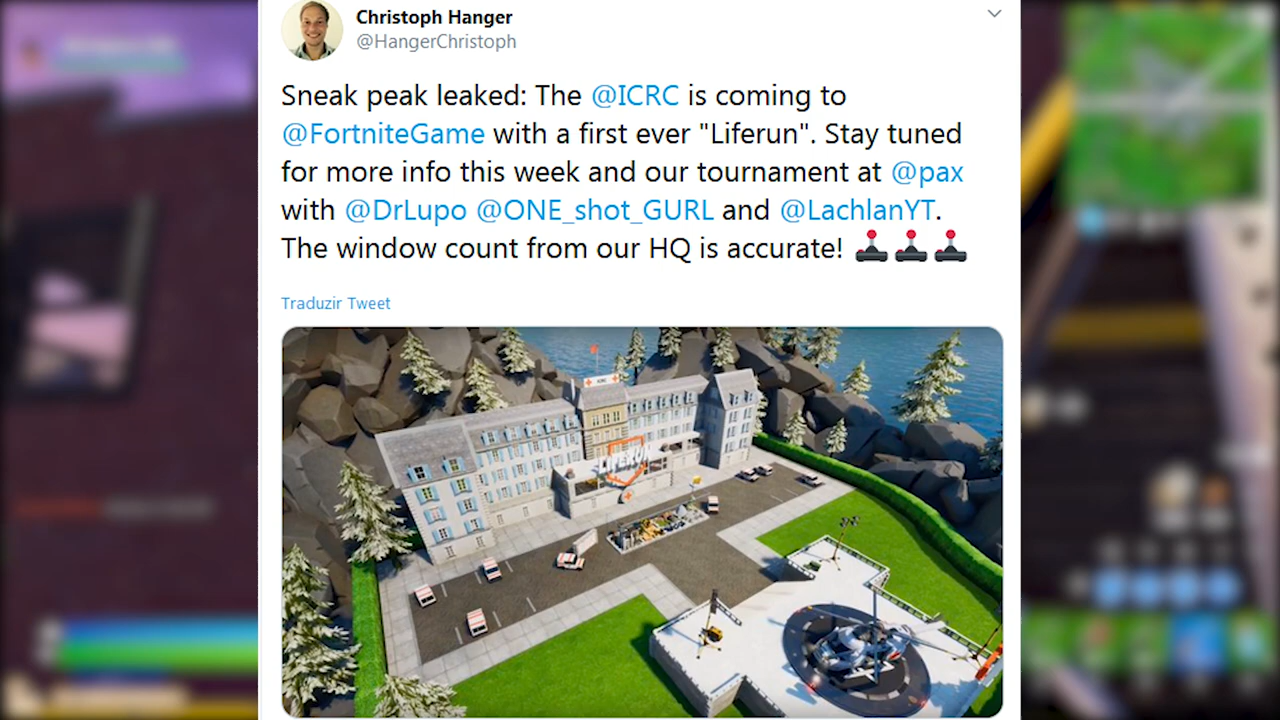 Christoph Hanger
@HangerChristoph
Sneak peak leaked: The @ICRC is coming to
@FortniteGame with a first ever "Liferun". Stay tuned
for more info this week and our tournament at @pax
with @DrLupo @ONE_shot_GURL and @LachlanYT.
The window count from our HQ is accurate! 🕹️🕹️🕹️
Traduzir Tweet
ICRC
LIFERUN